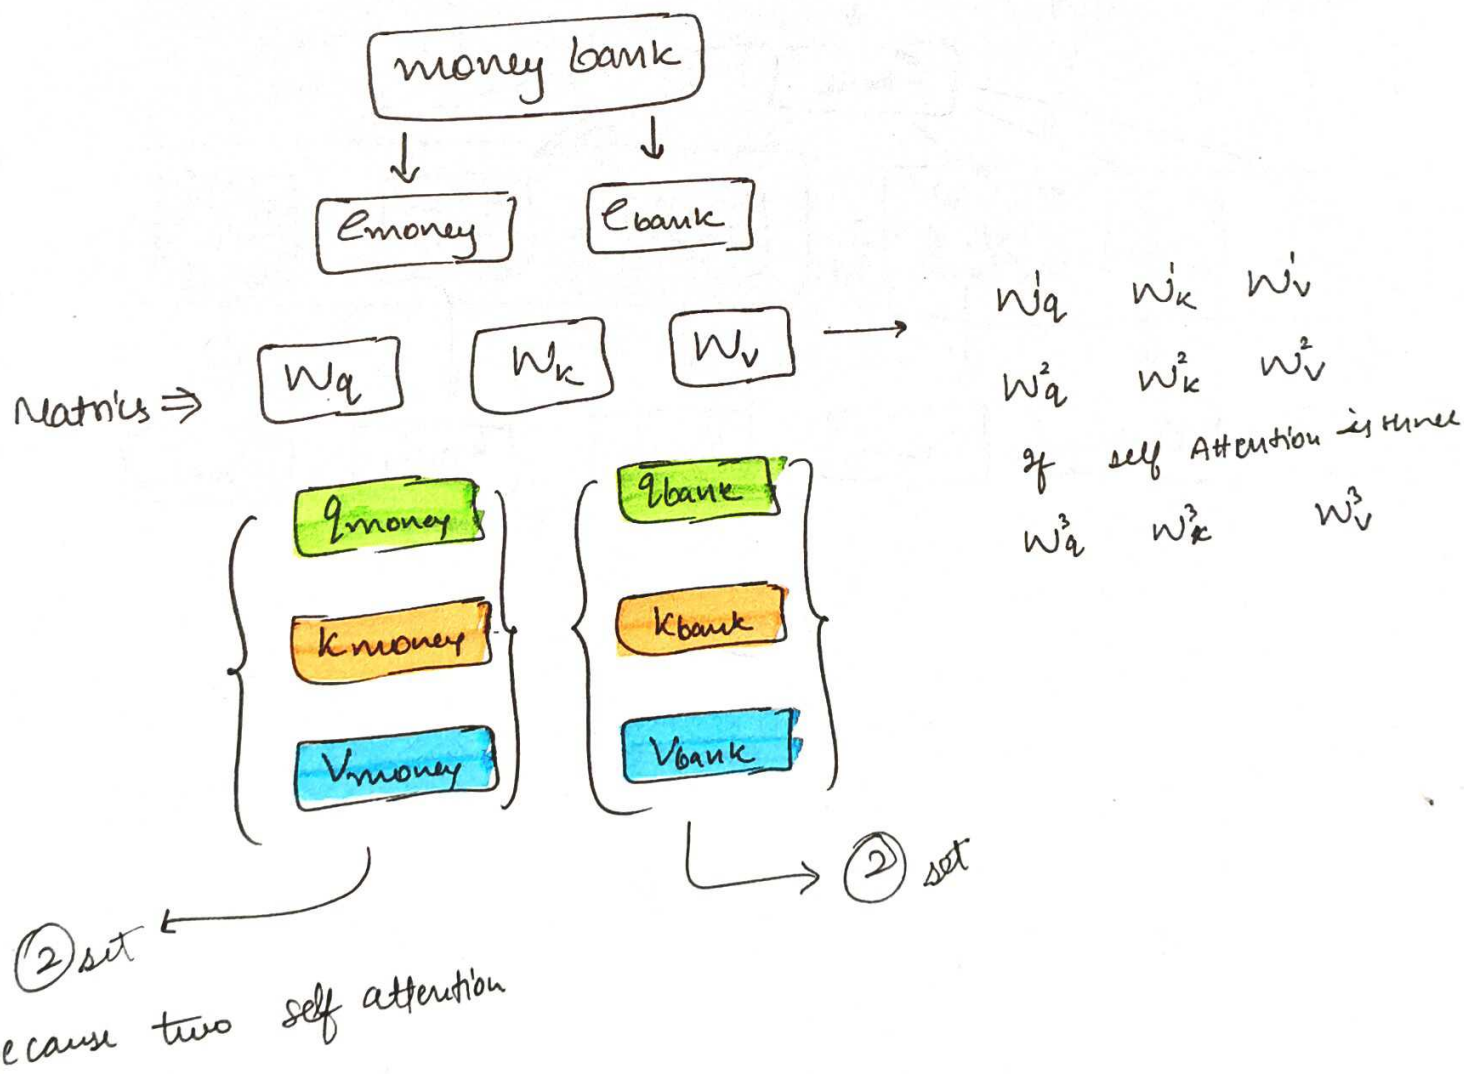 money bank
emoney ebank
Matrics ⇒ Wq Wk Wv → W¹q W¹k W¹v
W²q W²k W²v
If self Attention is three
W³q W³k W³v
qmoney qbank
kmoney kbank
Vmoney Vbank
② set
② set
ecause two self attention